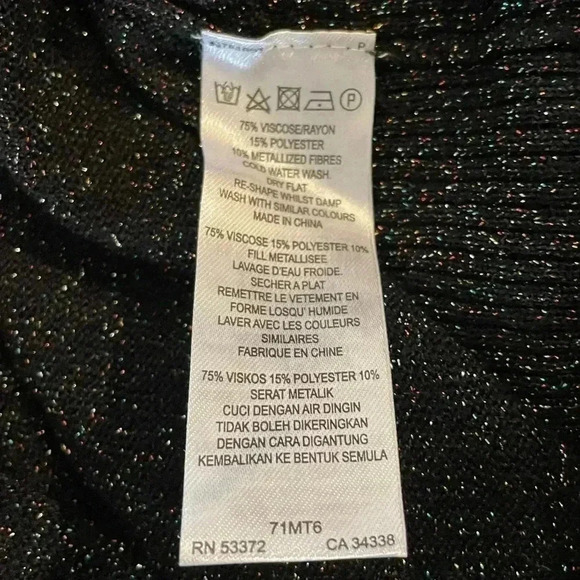 75% VISCOSE/RAYON
15% POLYESTER
10% METALLIZED FIBRES
COLD WATER WASH.
DRY FLAT.
RE-SHAPE WHILST DAMP
WASH WITH SIMILAR COLOURS
MADE IN CHINA
75% VISCOSE 15% POLYESTER 10%
FILL METALLISEE
LAVAGE D'EAU FROIDE.
SECHER A PLAT
REMETTRE LE VETEMENT EN
FORME LOSQU' HUMIDE
LAVER AVEC LES COULEURS
SIMILAIRES
FABRIQUE EN CHINE
75% VISKOS 15% POLYESTER 10%
SERAT METALIK
CUCI DENGAN AIR DINGIN
TIDAK BOLEH DIKERINGKAN
DENGAN CARA DIGANTUNG
KEMBALIKAN KE BENTUK SEMULA
71MT6
RN 53372 CA 34338